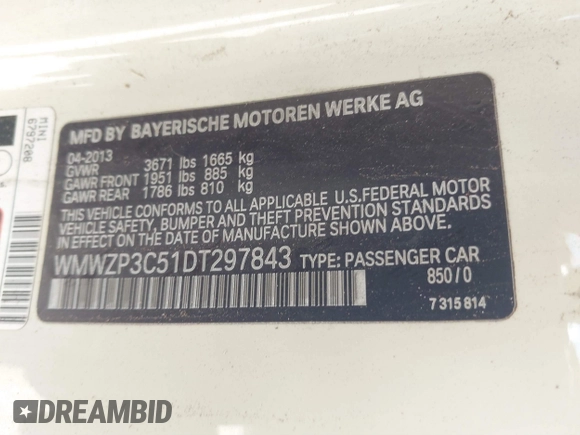 MFD BY BAYERISCHE MOTOREN WERKE AG
04-2013
GVWR 3671 lbs 1665 kg
GAWR FRONT 1951 lbs 885 kg
GAWR REAR 1786 lbs 810 kg
THIS VEHICLE CONFORMS TO ALL APPLICABLE U.S.FEDERAL MOTOR
VEHICLE SAFETY, BUMPER AND THEFT PREVENTION STANDARDS
IN EFFECT ON THE DATE OF MANUFACTURE SHOWN ABOVE.
WMWZP3C51DT297843 TYPE: PASSENGER CAR
850/0
7 315 814
MINI
6797208
DREAMBID